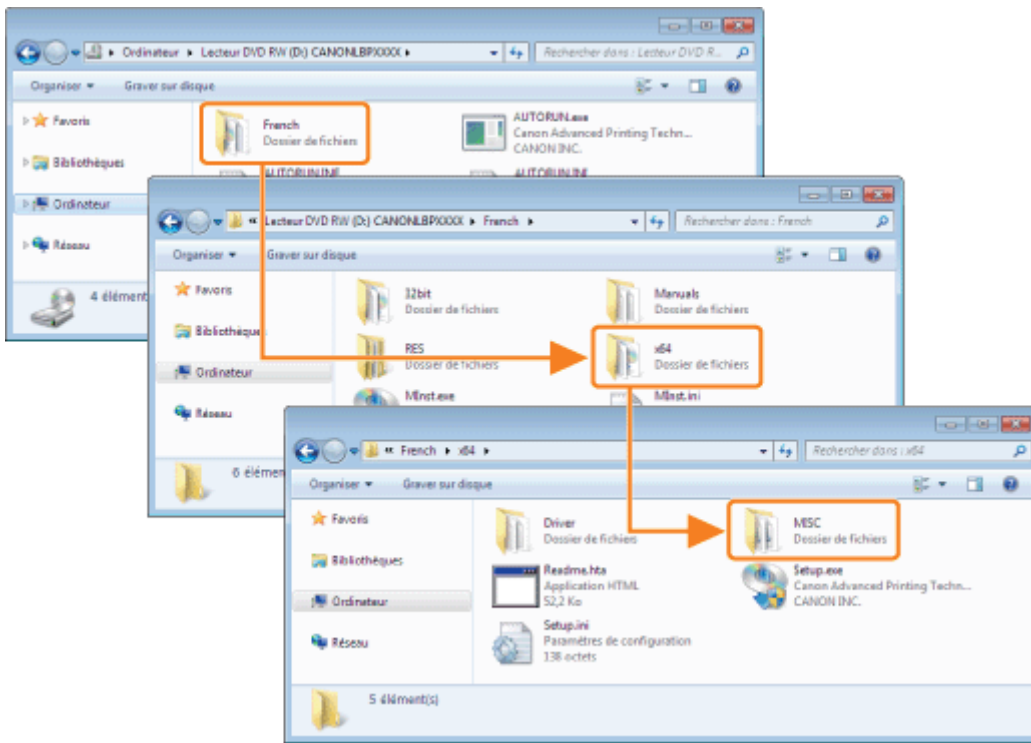 Ordinateur ▸ Lecteur DVD RW (D:) CANONLBPXXXX ▸
Rechercher dans : Lecteur DVD R...
Organiser ▾ Graver sur disque
Favoris
Bibliothèques
Ordinateur
Réseau
French
Dossier de fichiers
AUTORUN.exe
Canon Advanced Printing Techn...
CANON INC.
AUTORUN.INF
4 élément
« Lecteur DVD RW (D:) CANONLBPXXXX ▸ French ▸
Rechercher dans : French
Organiser ▾ Graver sur disque
Favoris
Bibliothèque
Ordinateur
Réseau
32bit
Dossier de fichiers
Manuals
Dossier de fichiers
RES
Dossier de fichiers
x64
Dossier de fichiers
MInst.exe
MInst.ini
6 élémen
« French ▸ x64 ▸
Rechercher dans : x64
Organiser ▾ Graver sur disque
Favoris
Bibliothèques
Ordinateur
Réseau
Driver
Dossier de fichiers
MISC
Dossier de fichiers
Readme.hta
Application HTML
52,2 Ko
Setup.exe
Canon Advanced Printing Techn...
CANON INC.
Setup.ini
Paramètres de configuration
138 octets
5 élément(s)